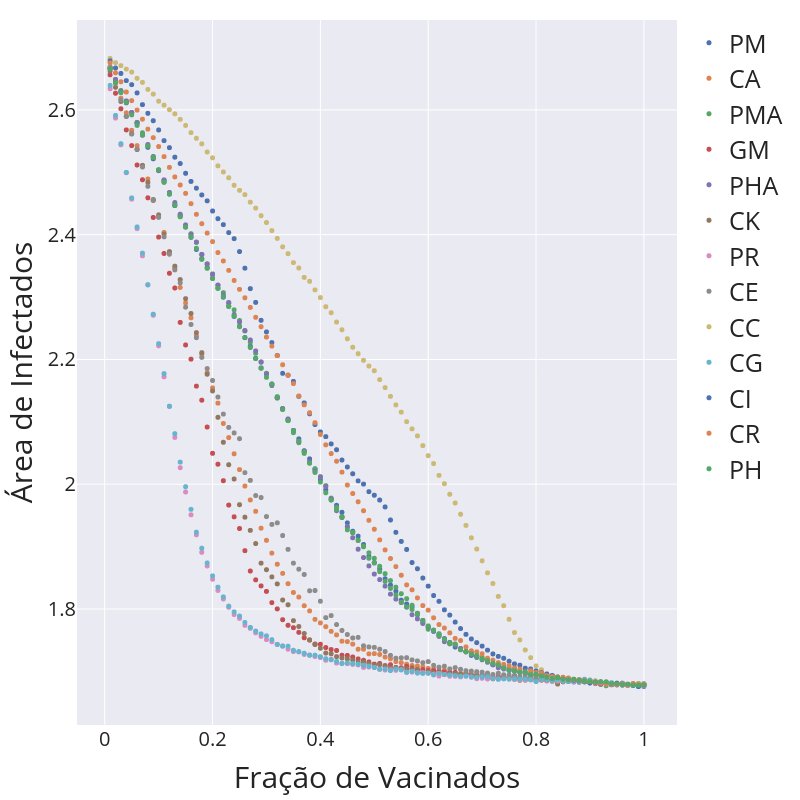 Área de Infectados
2.6
2.4
2.2
2
1.8
0
0.2
0.4
0.6
0.8
1
Fração de Vacinados
PM
CA
PMA
GM
PHA
CK
PR
CE
CC
CG
CI
CR
PH